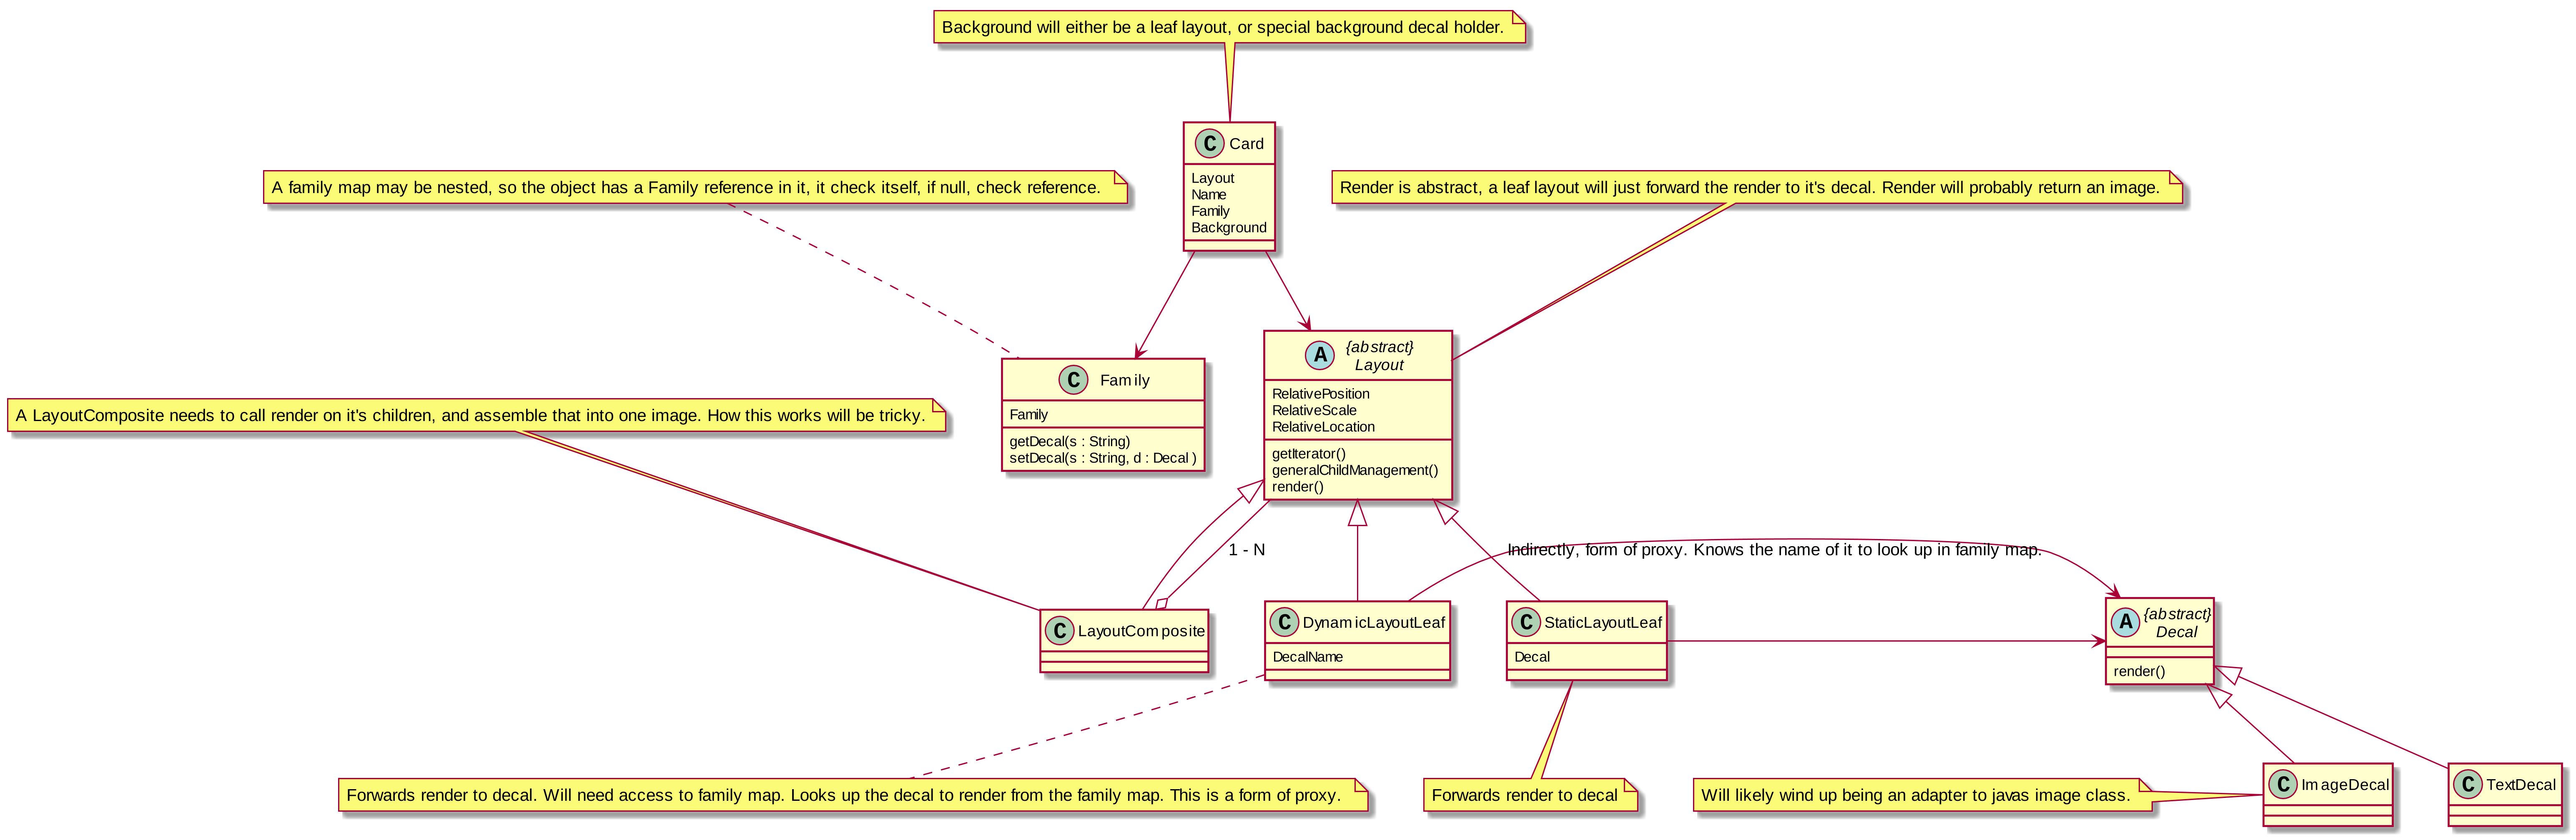 Background will either be a leaf layout, or special background decal holder.
C Card
Layout
Name
Family
Background
A family map may be nested, so the object has a Family reference in it, it check itself, if null, check reference.
Render is abstract, a leaf layout will just forward the render to it's decal. Render will probably return an image.
C Family
Family
getDecal(s : String)
setDecal(s : String, d : Decal )
A {abstract}
Layout
RelativePosition
RelativeScale
RelativeLocation
getIterator()
generalChildManagement()
render()
A LayoutComposite needs to call render on it's children, and assemble that into one image. How this works will be tricky.
1 - N
Indirectly, form of proxy. Knows the name of it to look up in family map.
C LayoutComposite
C DynamicLayoutLeaf
DecalName
C StaticLayoutLeaf
Decal
A {abstract}
Decal
render()
Forwards render to decal. Will need access to family map. Looks up the decal to render from the family map. This is a form of proxy.
Forwards render to decal
Will likely wind up being an adapter to javas image class.
C ImageDecal
C TextDecal